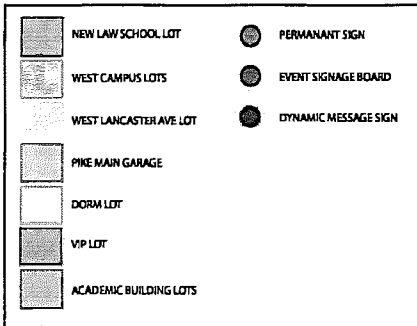 NEW LAW SCHOOL LOT
WEST CAMPUS LOTS
WEST LANCASTER AVE LOT
PIKE MAIN GARAGE
DORM LOT
VIP LOT
ACADEMIC BUILDING LOTS
PERMANANT SIGN
EVENT SIGNAGE BOARD
DYNAMIC MESSAGE SIGN